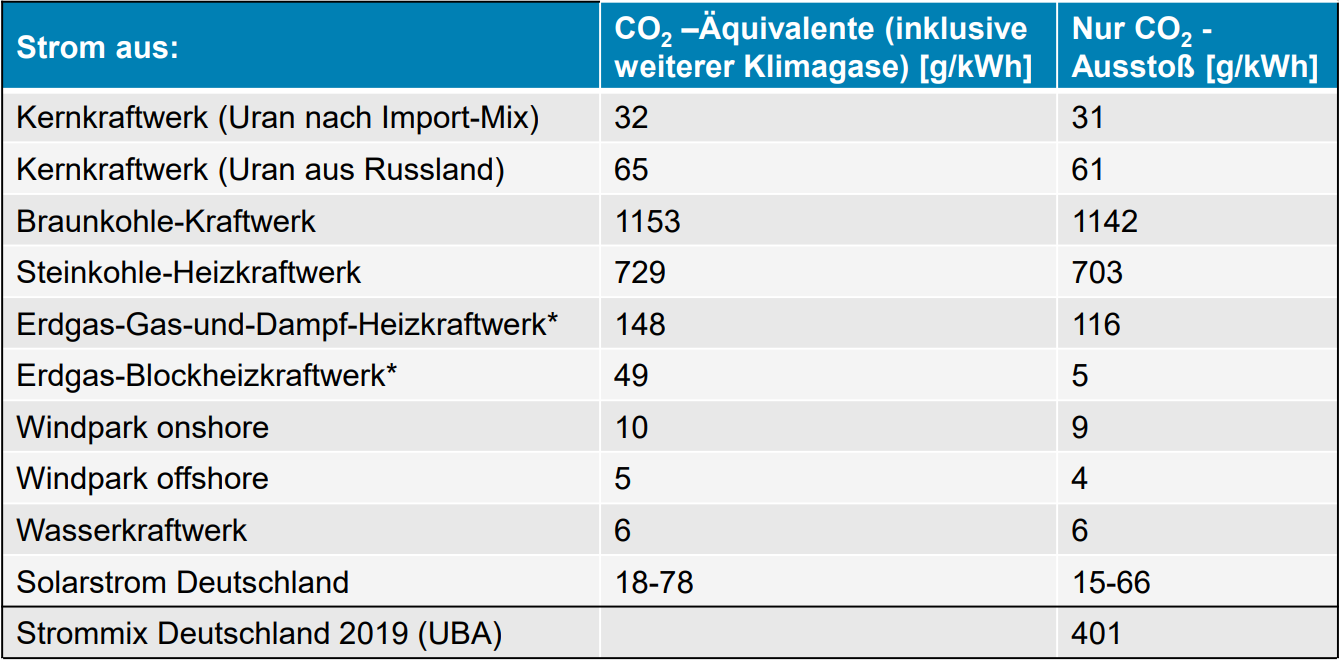 Strom aus:
CO₂ –Äquivalente (inklusive
weiterer Klimagase) [g/kWh]
Nur CO₂ -
Ausstoß [g/kWh]
Kernkraftwerk (Uran nach Import-Mix) 32 31
Kernkraftwerk (Uran aus Russland) 65 61
Braunkohle-Kraftwerk 1153 1142
Steinkohle-Heizkraftwerk 729 703
Erdgas-Gas-und-Dampf-Heizkraftwerk* 148 116
Erdgas-Blockheizkraftwerk* 49 5
Windpark onshore 10 9
Windpark offshore 5 4
Wasserkraftwerk 6 6
Solarstrom Deutschland 18-78 15-66
Strommix Deutschland 2019 (UBA) 401